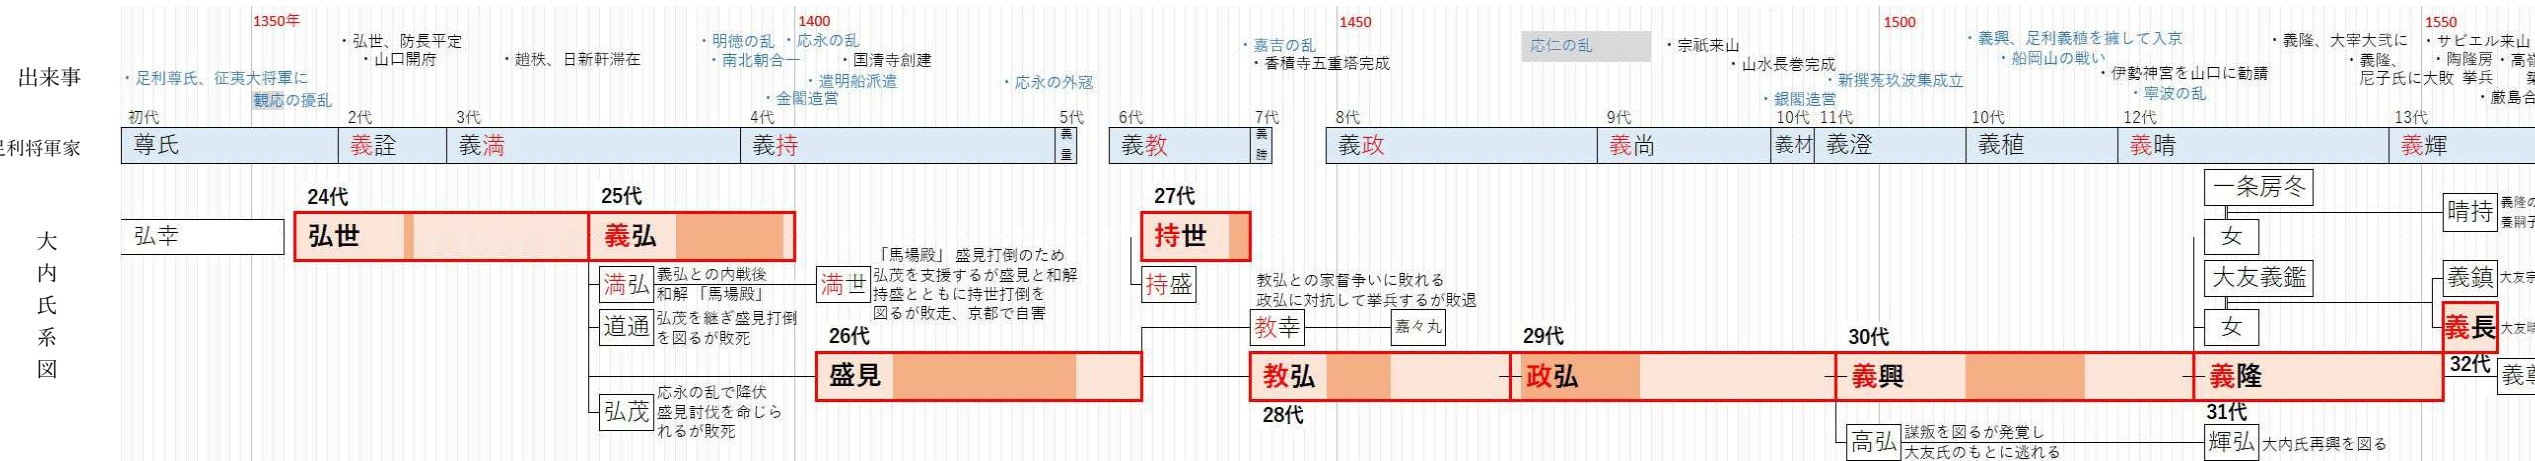 1350年
1400
1450
1500
1550
出来事
・足利尊氏、征夷大将軍に
観応の擾乱
・弘世、防長平定
・山口開府
・趙秩、日新軒滞在
・明徳の乱
・南北朝合一
・応永の乱
・国清寺創建
・遣明船派遣
・金閣造営
・応永の外寇
・嘉吉の乱
・香積寺五重塔完成
応仁の乱
・宗祇来山
・山水長巻完成
・新撰菟玖波集成立
・銀閣造営
・義興、足利義稙を擁して入京
・船岡山の戦い
・伊勢神宮を山口に勧請
・寧波の乱
・義隆、大宰大弐に
・義隆、
尼子氏に大敗
・サビエル来山
・陶隆房
挙兵
・高
・厳島合
初代
2代
3代
4代
5代
6代
7代
8代
9代
10代
11代
10代
12代
13代
足利将軍家
尊氏
義詮
義満
義持
義量
義教
義勝
義政
義尚
義材
義澄
義稙
義晴
義輝
大内氏系図
弘幸
24代
弘世
25代
義弘
満弘
義弘との内戦後
和解「馬場殿」
道通
弘茂を継ぎ盛見打倒
を図るが敗死
弘茂
応永の乱で降伏
盛見討伐を命じら
れるが敗死
満世
「馬場殿」 盛見打倒のため
弘茂を支援するが盛見と和解
持盛とともに持世打倒を
図るが敗走、京都で自害
26代
盛見
27代
持世
持盛
教弘との家督争いに敗れる
政弘に対抗して挙兵するが敗退
教幸
嘉々丸
教弘
28代
29代
政弘
30代
義興
高弘
謀叛を図るが発覚し
大友氏のもとに逃れる
一条房冬
女
大友義鑑
女
義隆
31代
輝弘
大内氏再興を図る
晴持
義隆の
養嗣子
義鎮
大友宗
義長
大友晴
32代
義尊